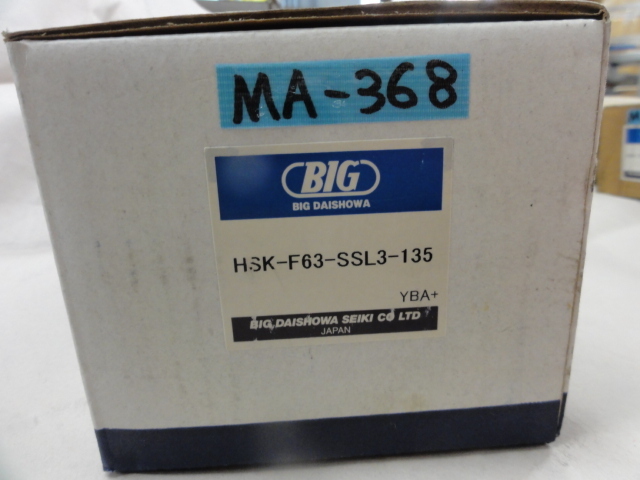 MA-368
BIG
BIG DAISHOWA
HSK-F63-SSL3-135
YBA+
BIG DAISHOWA SEIKI CO LTD
JAPAN